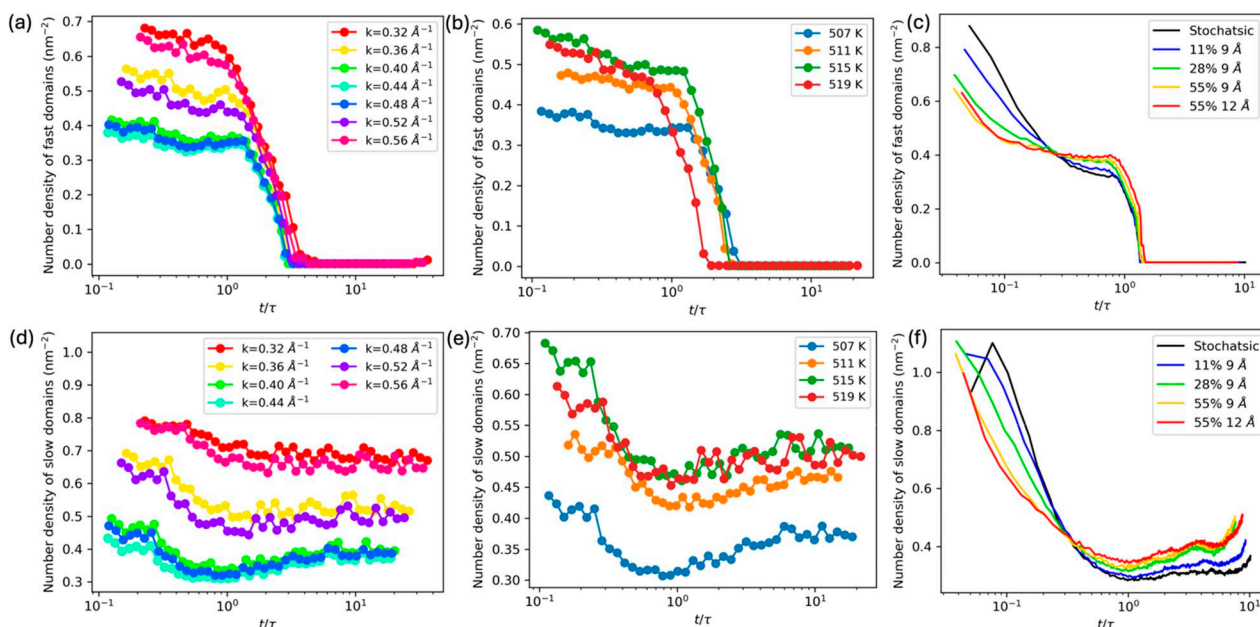 (a)
Number density of fast domains (nm⁻²)
0.7
0.6
0.5
0.4
0.3
0.2
0.1
0.0
k=0.32 Å⁻¹
k=0.36 Å⁻¹
k=0.40 Å⁻¹
k=0.44 Å⁻¹
k=0.48 Å⁻¹
k=0.52 Å⁻¹
k=0.56 Å⁻¹
10⁻¹ 10⁰ 10¹
t/τ
(b)
Number density of fast domains (nm⁻²)
0.6
0.5
0.4
0.3
0.2
0.1
0.0
507 K
511 K
515 K
519 K
10⁻¹ 10⁰ 10¹
t/τ
(c)
Number density of fast domains (nm⁻²)
0.8
0.6
0.4
0.2
0.0
Stochatsic
11% 9 Å
28% 9 Å
55% 9 Å
55% 12 Å
10⁻¹ 10⁰ 10¹
t/τ
(d)
Number density of slow domains (nm⁻²)
1.0
0.9
0.8
0.7
0.6
0.5
0.4
0.3
k=0.32 Å⁻¹ k=0.48 Å⁻¹
k=0.36 Å⁻¹ k=0.52 Å⁻¹
k=0.40 Å⁻¹ k=0.56 Å⁻¹
k=0.44 Å⁻¹
10⁻¹ 10⁰ 10¹
t/τ
(e)
Number density of slow domains (nm⁻²)
0.70
0.65
0.60
0.55
0.50
0.45
0.40
0.35
0.30
507 K
511 K
515 K
519 K
10⁻¹ 10⁰ 10¹
t/τ
(f)
Number density of slow domains (nm⁻²)
1.0
0.8
0.6
0.4
Stochatsic
11% 9 Å
28% 9 Å
55% 9 Å
55% 12 Å
10⁻¹ 10⁰ 10¹
t/τ